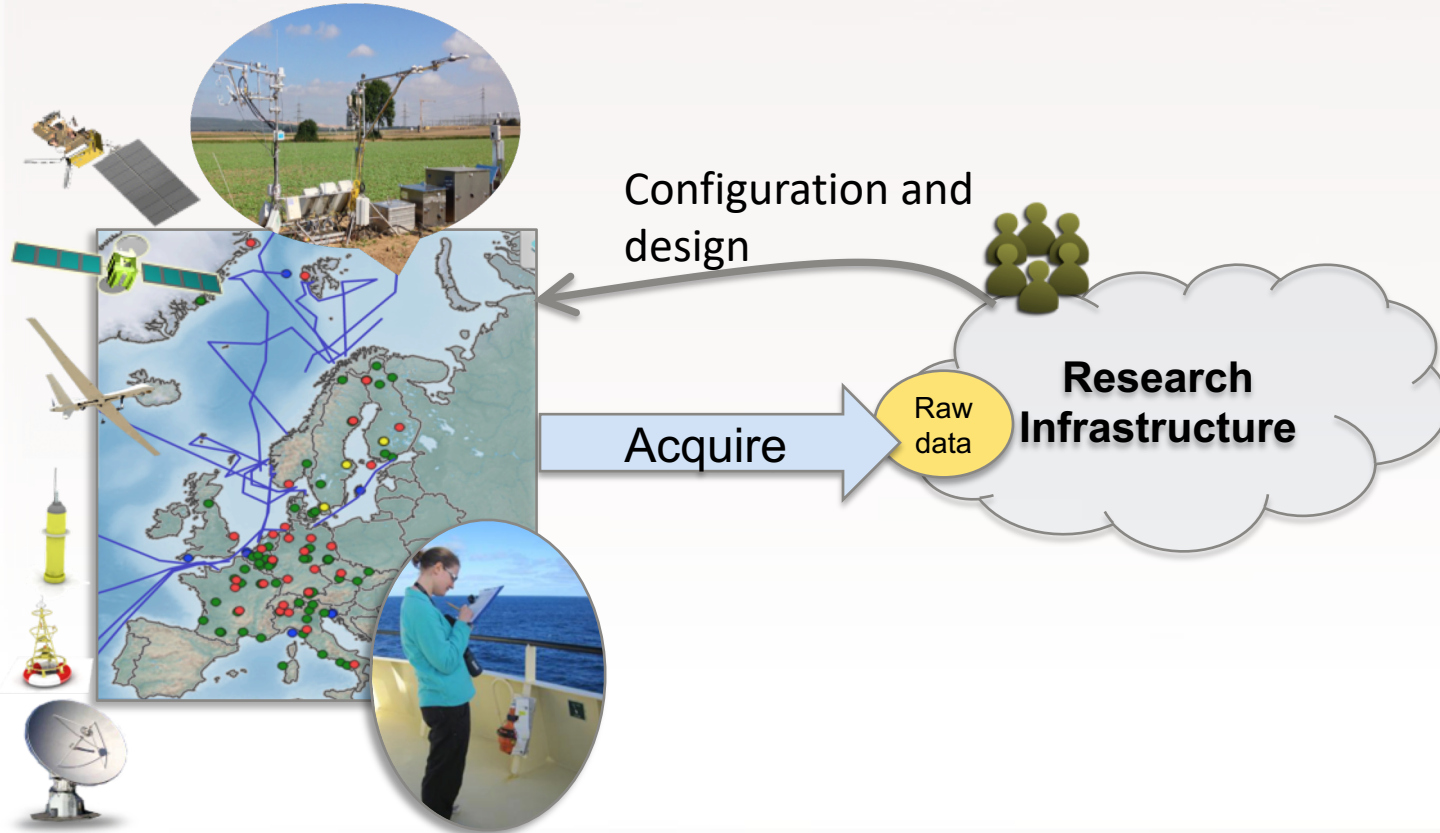 Configuration and
design
Acquire
Raw
data
Research
Infrastructure